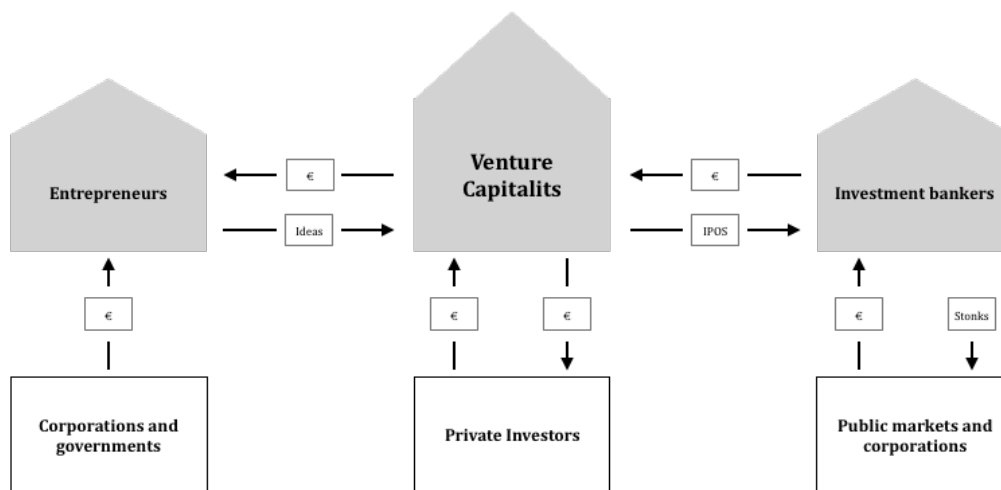 Venture
Capitalits
Entrepreneurs
€
€
Investment bankers
Ideas
IPOS
€
€
€
€
Stonks
Corporations and
governments
Private Investors
Public markets and
corporations